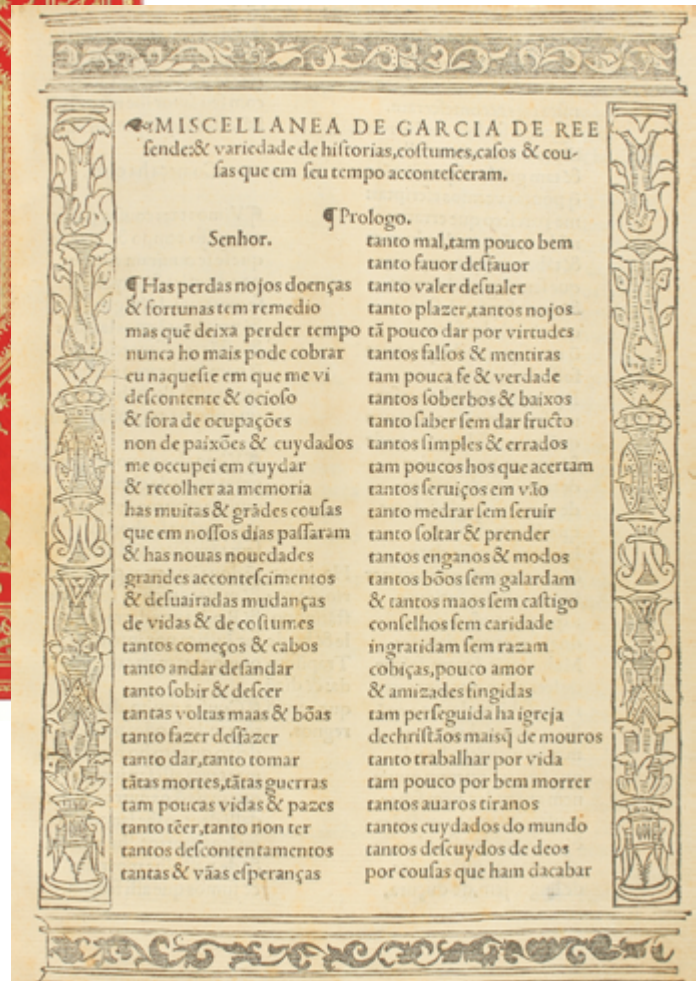 ☙MISCELLANEA DE GARCIA DE REE
ſende:& variedade de hiſtorias,coſtumes,caſos & cou-
ſas que em ſeu tempo acconteſceram.
¶Prologo.
Senhor.
¶Has perdas nojos doenças
& fortunas tem remedio
mas quẽ deixa perder tempo
nunca ho mais pode cobrar
eu naqueſte em que me vi
deſcontente & ocioſo
& fora de ocupações
non de paixões & cuydados
me occupei em cuydar
& recolher aa memoria
has muitas & grãdes couſas
que em noſſos dias paſſaram
& has nouas nouedades
grandes acconteſcimentos
& deſuairadas mudanças
de vidas & de coſtumes
tantos começos & cabos
tanto andar deſandar
tanto ſobir & deſcer
tantas voltas maas & bõas
tanto fazer deſfazer
tanto dar,tanto tomar
tãtas mortes,tãtas guerras
tam poucas vidas & pazes
tanto tẽer,tanto non ter
tantos deſcontentamentos
tantas & vãas eſperanças
tanto mal,tam pouco bem
tanto fauor deſfauor
tanto valer deſualer
tanto plazer,tantos nojos
tã pouco dar por virtudes
tantos falſos & mentiras
tam pouca fe & verdade
tantos ſoberbos & baixos
tanto ſaber ſem dar fructo
tantos ſimples & errados
tam poucos hos que acertam
tantos ſeruiços em vão
tanto medrar ſem ſeruir
tanto ſoltar & prender
tantos enganos & modos
tantos bõos ſem galardam
& tantos maos ſem caſtigo
conſelhos ſem caridade
ingratidam ſem razam
cobiças,pouco amor
& amizades fingidas
tam perſeguida ha igreja
dechriſtãos maisq̃ de mouros
tanto trabalhar por vida
tam pouco por bem morrer
tantos auaros tiranos
tantos cuydados do mundo
tantos deſcuydos de deos
por couſas que ham dacabar